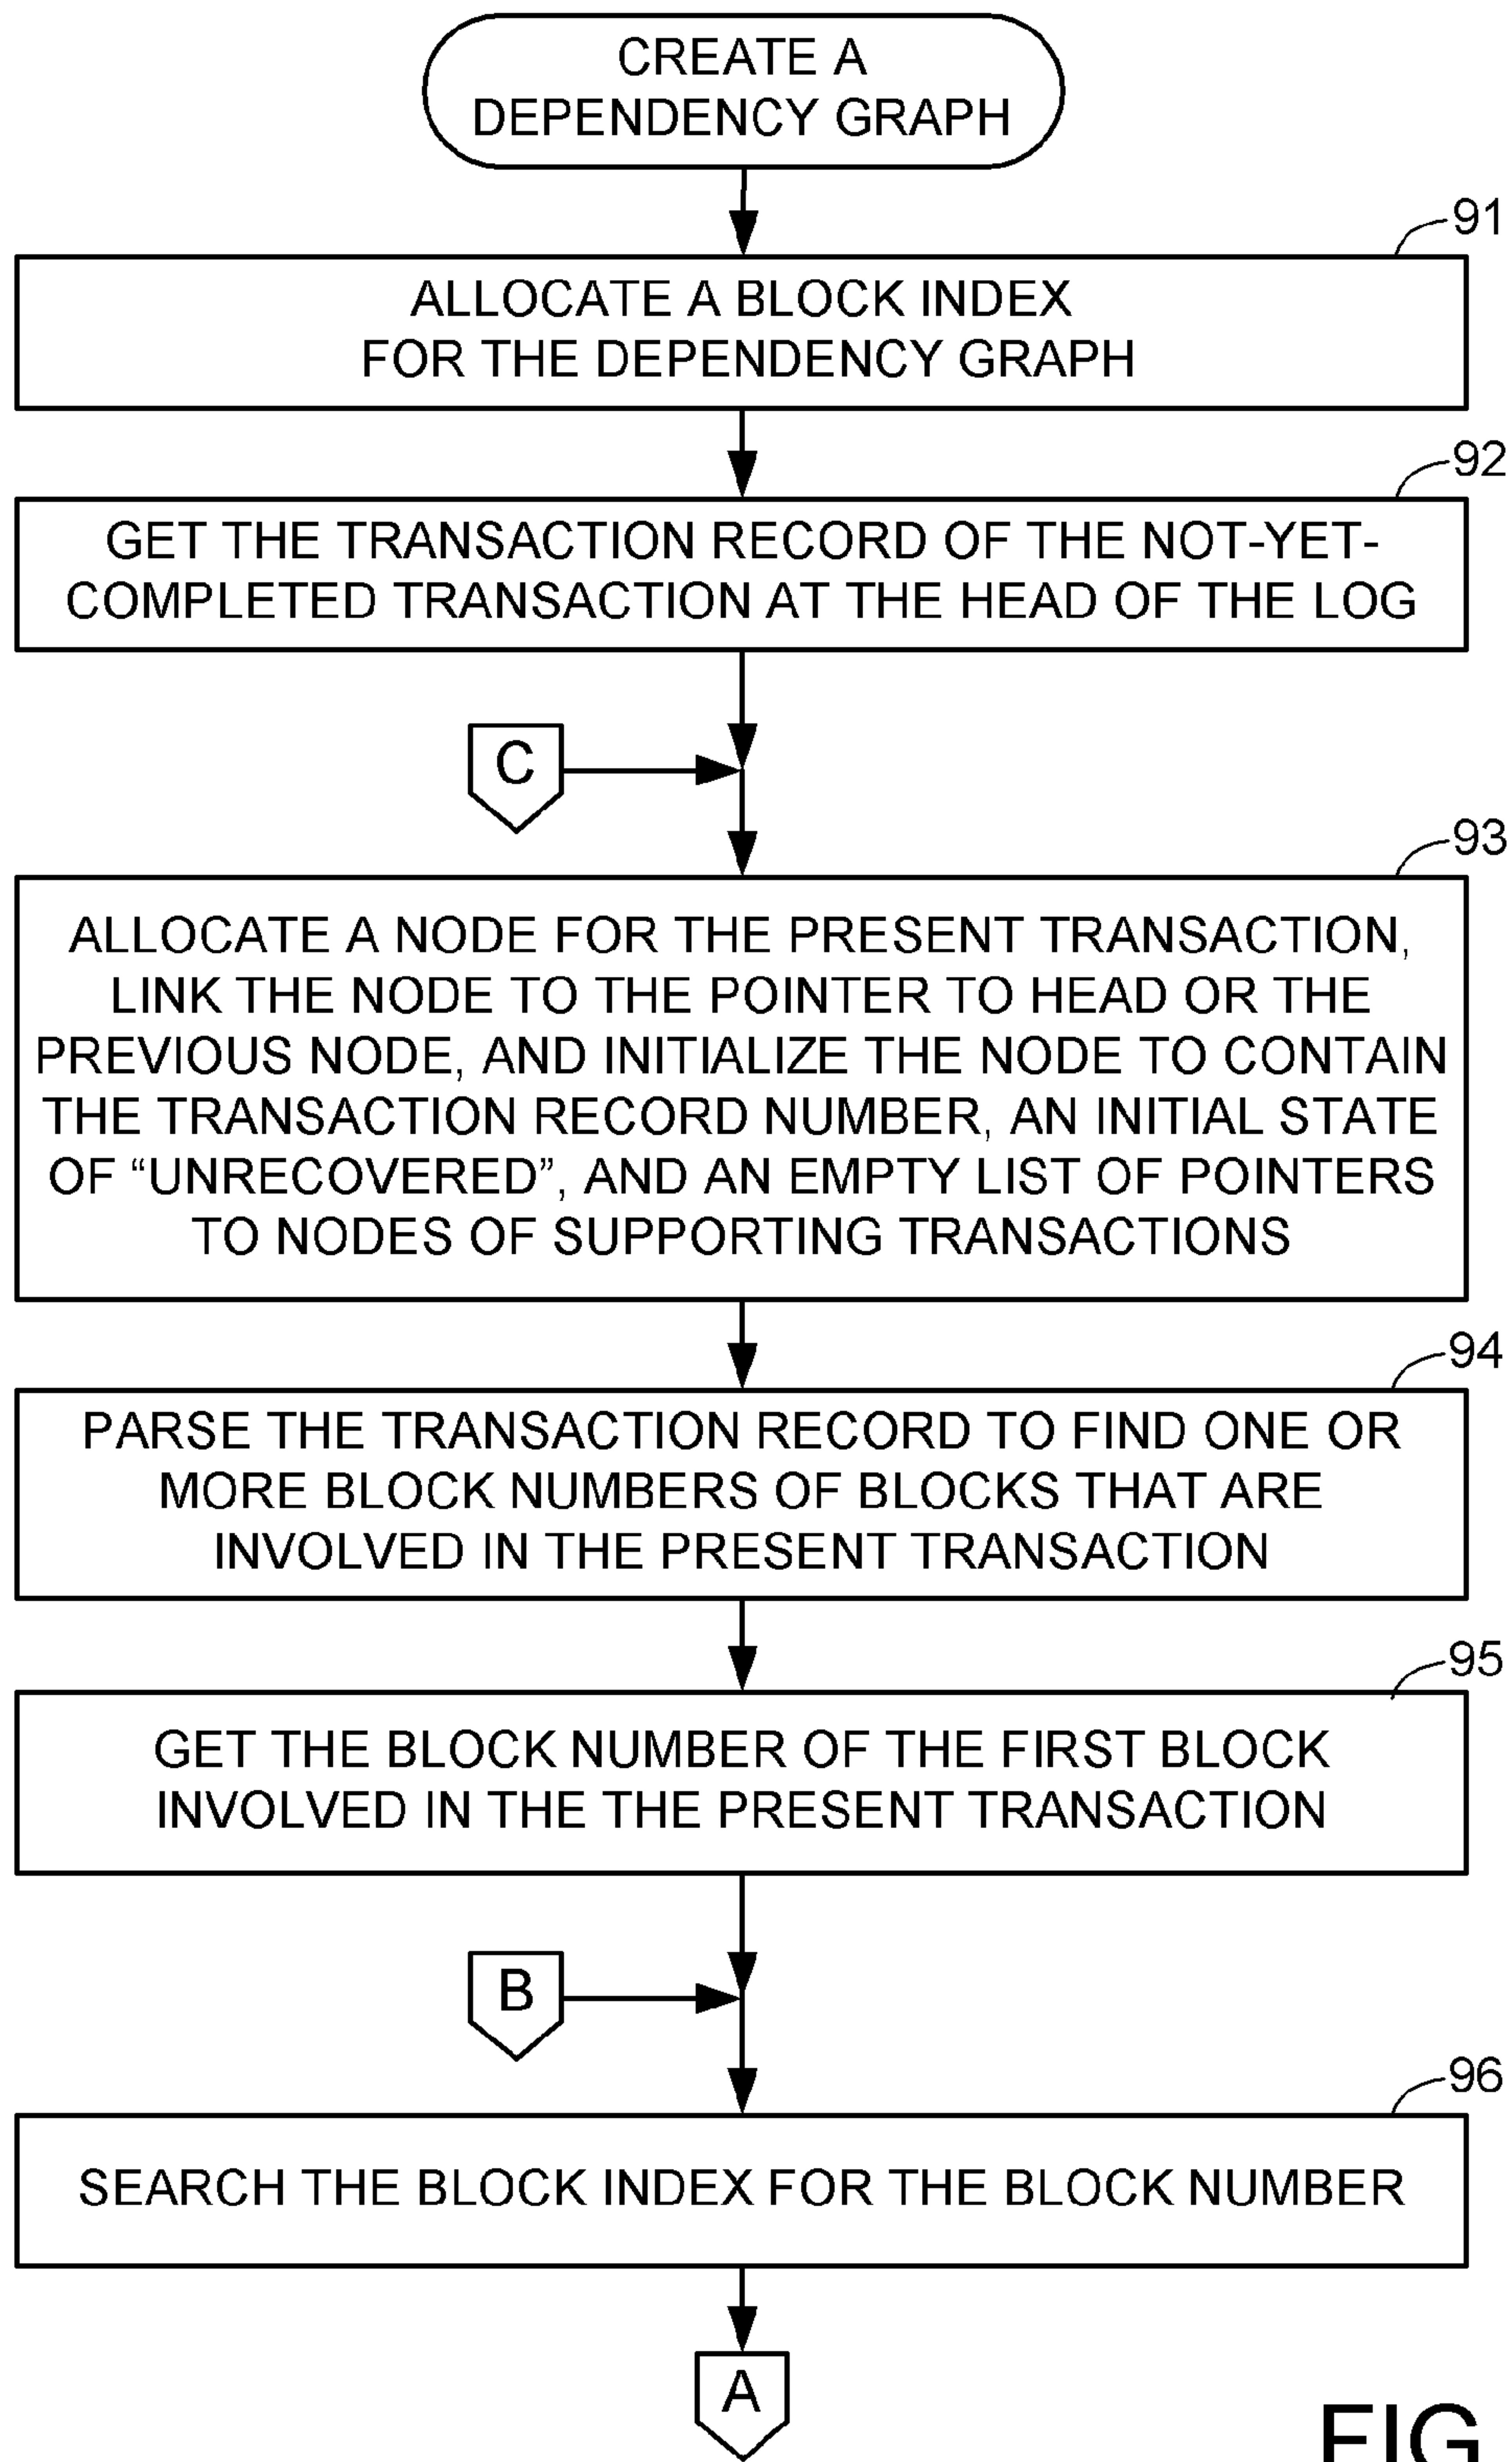 CREATE A
DEPENDENCY GRAPH
91
ALLOCATE A BLOCK INDEX
FOR THE DEPENDENCY GRAPH
92
GET THE TRANSACTION RECORD OF THE NOT-YET-
COMPLETED TRANSACTION AT THE HEAD OF THE LOG
C
93
ALLOCATE A NODE FOR THE PRESENT TRANSACTION,
LINK THE NODE TO THE POINTER TO HEAD OR THE
PREVIOUS NODE, AND INITIALIZE THE NODE TO CONTAIN
THE TRANSACTION RECORD NUMBER, AN INITIAL STATE
OF “UNRECOVERED”, AND AN EMPTY LIST OF POINTERS
TO NODES OF SUPPORTING TRANSACTIONS
94
PARSE THE TRANSACTION RECORD TO FIND ONE OR
MORE BLOCK NUMBERS OF BLOCKS THAT ARE
INVOLVED IN THE PRESENT TRANSACTION
95
GET THE BLOCK NUMBER OF THE FIRST BLOCK
INVOLVED IN THE THE PRESENT TRANSACTION
B
96
SEARCH THE BLOCK INDEX FOR THE BLOCK NUMBER
A
FIG